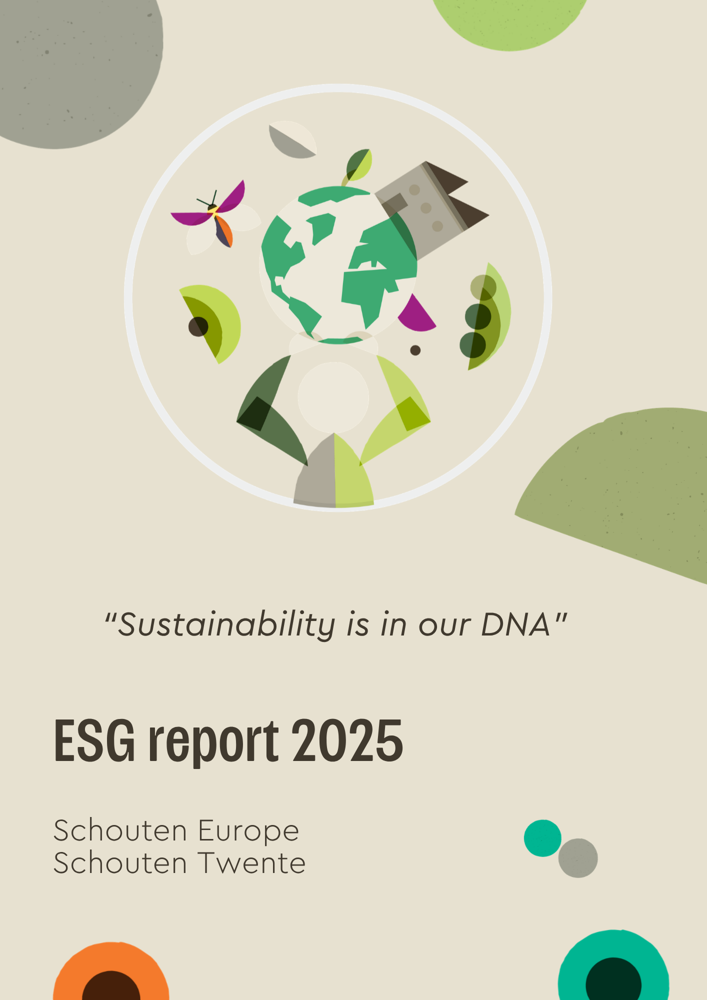 “Sustainability is in our DNA”
ESG report 2025
Schouten Europe
Schouten Twente